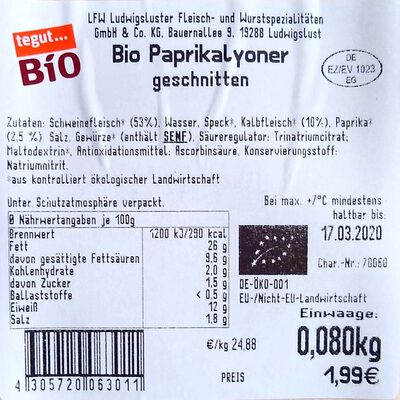 LFW Ludwigsluster Fleisch- und Wurstspezialitäten
GmbH & Co. KG, Bauernallee 9, 19288 Ludwigslust
tegut...
BiO
Bio Paprikalyoner
geschnitten
DE
EZ/EV 1023
EG
Zutaten: Schweinefleisch* (53%), Wasser, Speck*, Kalbfleisch* (10%), Paprika*
(2,5 %), Salz, Gewürze* (enthält SENF), Säureregulator: Trinatriumcitrat;
Maltodextrin*, Antioxidationsmittel: Ascorbinsäure, Konservierungsstoff:
Natriumnitrit.
*aus kontrolliert ökologischer Landwirtschaft
Unter Schutzatmosphäre verpackt.
Bei max. +7°C mindestens
haltbar bis:
17.03.2020
Char.-Nr.: 70060
Ø Nährwertangaben je 100g
Brennwert 1200 kJ/290 kcal
Fett 26 g
davon gesättigte Fettsäuren 9,6 g
Kohlenhydrate 2,0 g
davon Zucker 1,5 g
Ballaststoffe < 0,5 g
Eiweiß 12 g
Salz 1,8 g
DE-ÖKO-001
EU-/Nicht-EU-Landwirtschaft
Einwaage:
€/kg 24,88
0,080kg
PREIS 1,99€
4 305720 063011